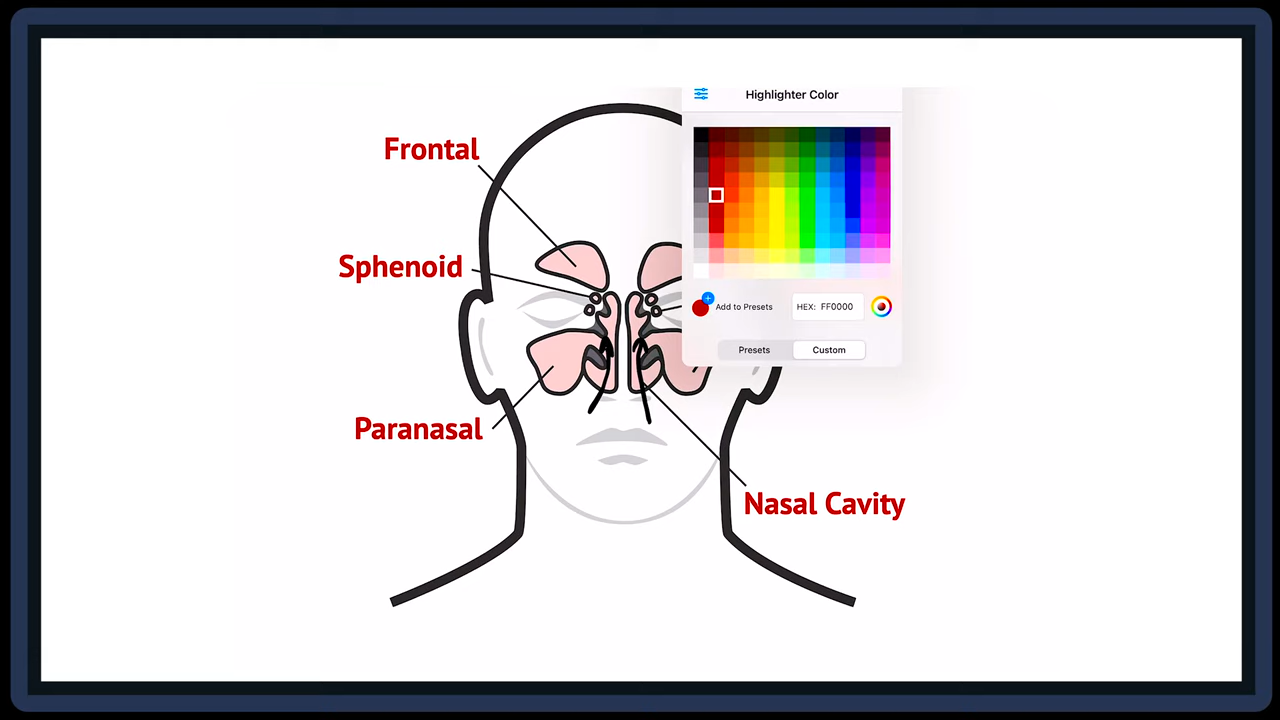 Highlighter Color
Frontal
Sphenoid
Add to Presets
HEX: FF0000
Presets
Custom
Paranasal
Nasal Cavity